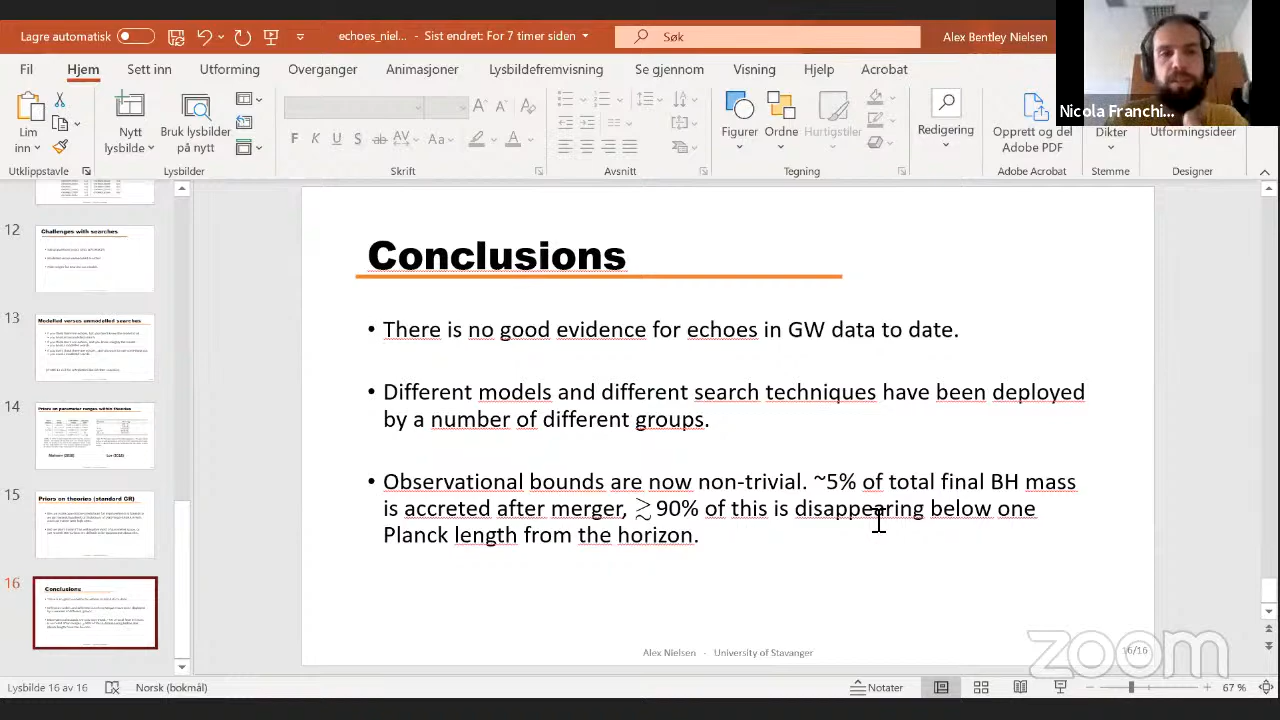 Lagre automatisk
echoes_niel... - Sist endret: For 7 timer siden
Søk
Alex Bentley Nielsen
Nicola Franchi...
Fil Hjem Sett inn Utforming Overganger Animasjoner Lysbildefremvisning Se gjennom Visning Hjelp Acrobat
Lim inn
Nytt lysbilde
Bruk lysbilder på nytt
F K U S ab AV Aa A
Figurer
Ordne
Hurtigstiler
Redigering
Opprett og del Adobe PDF
Dikter
Utformingsideer
Utklippstavle Lysbilder Skrift Avsnitt Tegning Adobe Acrobat Stemme Designer
12
Challenges with searches
13
Modelled versus unmodelled searches
14
Priors on parameter ranges within theories
15
Priors on theories (standard GR)
16
Conclusions
Conclusions
• There is no gold evidence for echoes in GW data to date.
• Different models and different search techniques have been deployed
by a number of different groups.
• Observational bounds are now non-trivial. ~5% of total final BH mass
is accreted after merger, ≳ 90% of this is disappearing below one
Planck length from the horizon.
Alex Nielsen - University of Stavanger
16/16
zoom
Lysbilde 16 av 16
Norsk (bokmål)
Notater
67 %